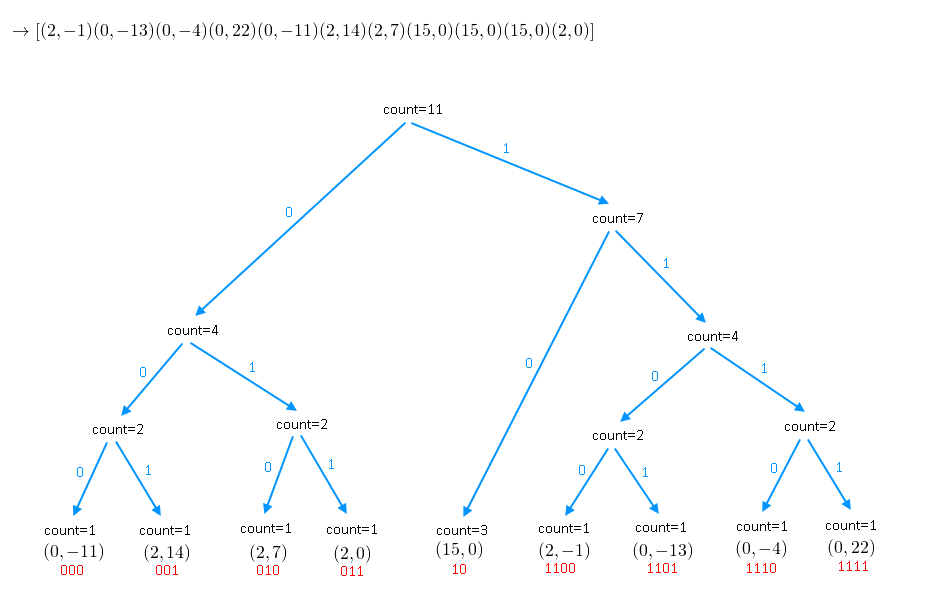 → [(2,−1)(0,−13)(0,−4)(0,22)(0,−11)(2,14)(2,7)(15,0)(15,0)(15,0)(2,0)]
count=11
1
0
count=7
1
count=4 count=4
0 1 0 0 1
count=2 count=2 count=2 count=2
0 1 0 1 0 1 0 1
count=1 count=1 count=1 count=1 count=3 count=1 count=1 count=1 count=1
(0,−11) (2,14) (2,7) (2,0) (15,0) (2,−1) (0,−13) (0,−4) (0,22)
000 001 010 011 10 1100 1101 1110 1111